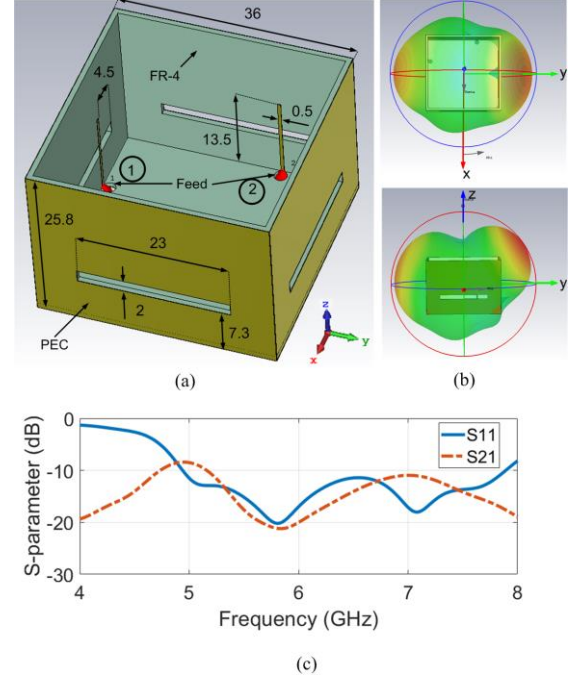 36
4.5
FR-4
0.5
13.5
1
Feed
2
25.8
23
2
7.3
PEC
z
y
x
(a)
y
x
z
y
(b)
S-parameter (dB)
0
-10
-20
-30
S11
S21
4 5 6 7 8
Frequency (GHz)
(c)